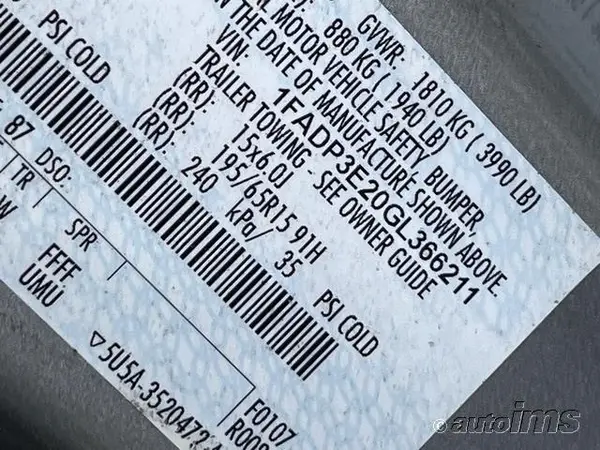 GVWR: 1810 KG ( 3990 LB)
880 KG ( 1940 LB)
MOTOR VEHICLE SAFETY, BUMPER,
N THE DATE OF MANUFACTURE SHOWN ABOVE.
VIN: 1FADP3E20GL366211
TRAILER TOWING - SEE OWNER GUIDE
(RR): 15x6.0J
(RR): 195/65R15 91H
(RR): 240 kPa/ 35 PSI COLD
PSI COLD
87 DSO:
TR
SPR
W FFFF
UMU
▽5U5A-3520472
F0107
R00
©autoims